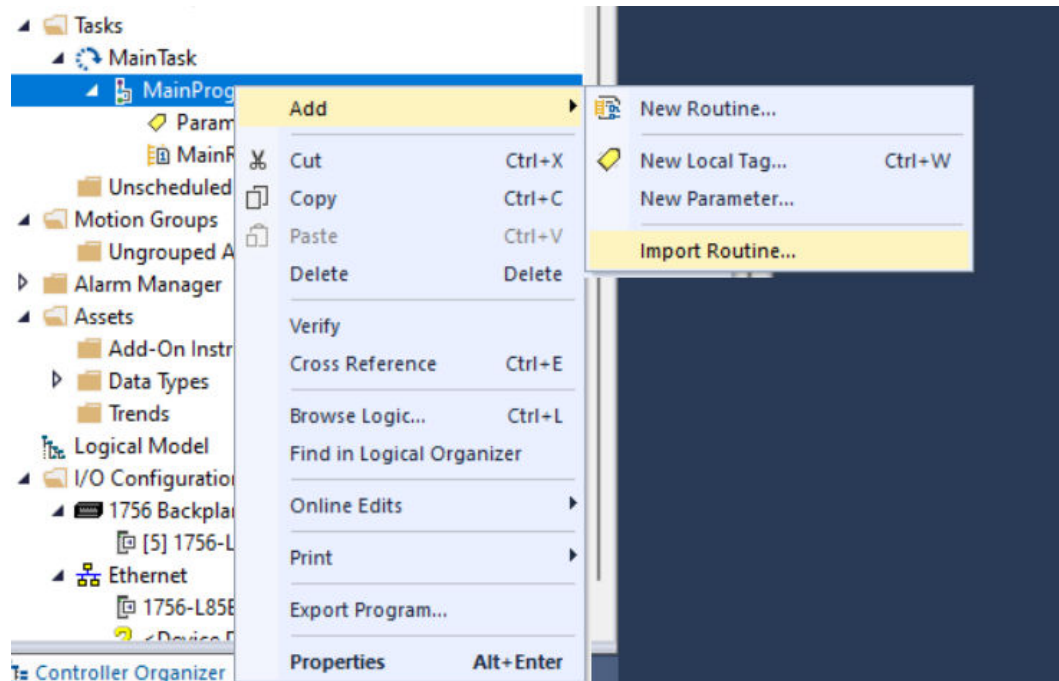 Tasks
MainTask
MainProg
Param
MainR
Unscheduled
Motion Groups
Ungrouped A
Alarm Manager
Assets
Add-On Instr
Data Types
Trends
Logical Model
I/O Configuration
1756 Backplan
[5] 1756-L
Ethernet
1756-L85E
Controller Organizer
Add
Cut Ctrl+X
Copy Ctrl+C
Paste Ctrl+V
Delete Delete
Verify
Cross Reference Ctrl+E
Browse Logic... Ctrl+L
Find in Logical Organizer
Online Edits
Print
Export Program...
Properties Alt+Enter
New Routine...
New Local Tag... Ctrl+W
New Parameter...
Import Routine...